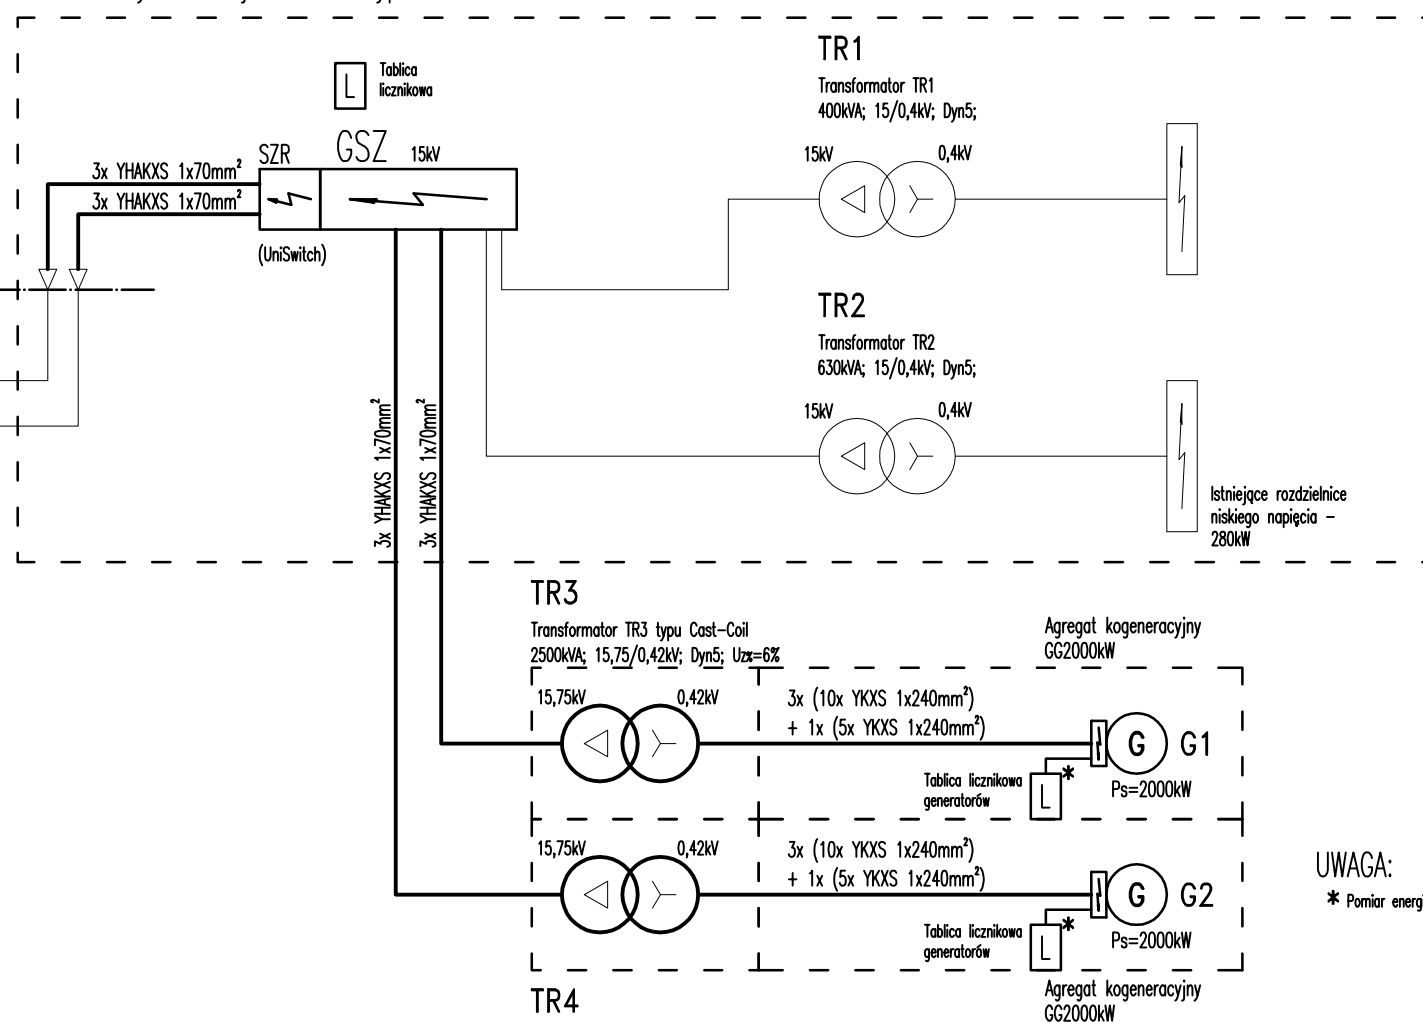 TR1
Transformator TR1
400kVA; 15/0,4kV; Dyn5;
15kV
0,4kV
L
Tablica
licznikowa
SZR
GSZ
15kV
3x YHAKXS 1x70mm²
3x YHAKXS 1x70mm²
(UniSwitch)
TR2
Transformator TR2
630kVA; 15/0,4kV; Dyn5;
15kV
0,4kV
3x YHAKXS 1x70mm²
3x YHAKXS 1x70mm²
Istniejące rozdzielnice
niskiego napięcia –
280kW
TR3
Transformator TR3 typu Cast–Coil
2500kVA; 15,75/0,42kV; Dyn5; Uz%=6%
Agregat kogeneracyjny
GG2000kW
15,75kV
0,42kV
3x (10x YKXS 1x240mm²)
+ 1x (5x YKXS 1x240mm²)
G
G1
Tablica licznikowa
generatorów
L
*
Ps=2000kW
15,75kV
0,42kV
3x (10x YKXS 1x240mm²)
+ 1x (5x YKXS 1x240mm²)
G
G2
Tablica licznikowa
generatorów
L
*
Ps=2000kW
TR4
Agregat kogeneracyjny
GG2000kW
UWAGA:
* Pomiar energi